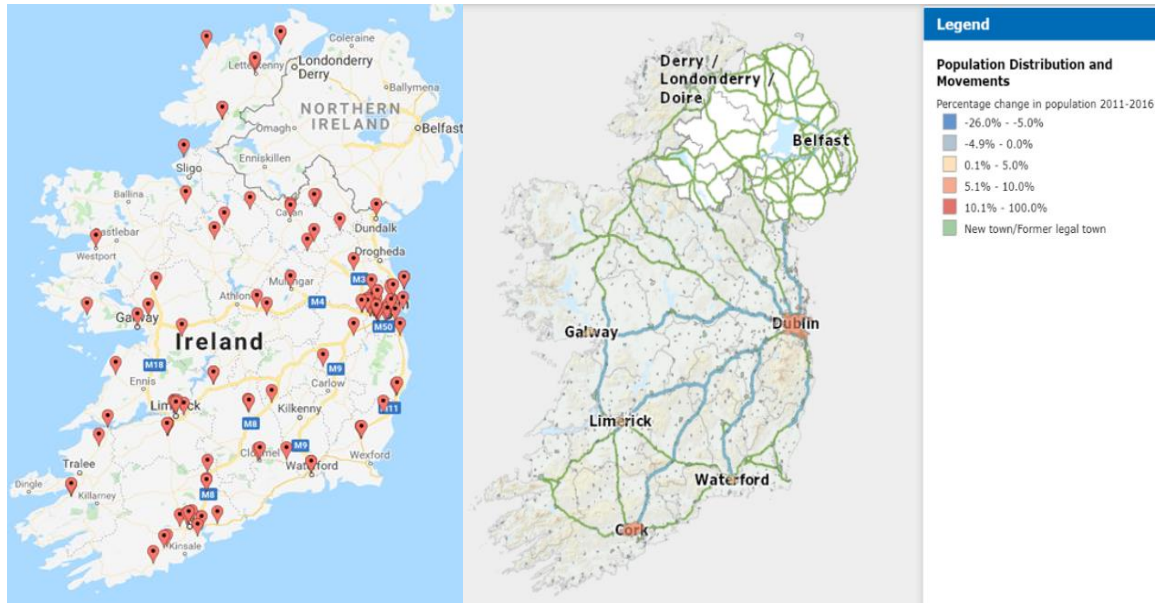 Coleraine
Londonderry
Derry
Letterkenny
Ballymena
NORTHERN
IRELAND
Omagh
Belfast
Enniskillen
Sligo
Ballina
Cavan
Dundalk
Castlebar
Westport
Drogheda
M3
Mullingar
Athlone
M4
Galway
M50
Ireland
M18
M9
Ennis
Carlow
Limerick
M11
Kilkenny
M8
Clonmel
M9
Wexford
Waterford
Tralee
Dingle
Killarney
M8
Kinsale
Derry /
Londonderry /
Doire
Belfast
Dublin
Galway
Limerick
Waterford
Cork
Legend
Population Distribution and
Movements
Percentage change in population 2011-2016
-26.0% - -5.0%
-4.9% - 0.0%
0.1% - 5.0%
5.1% - 10.0%
10.1% - 100.0%
New town/Former legal town